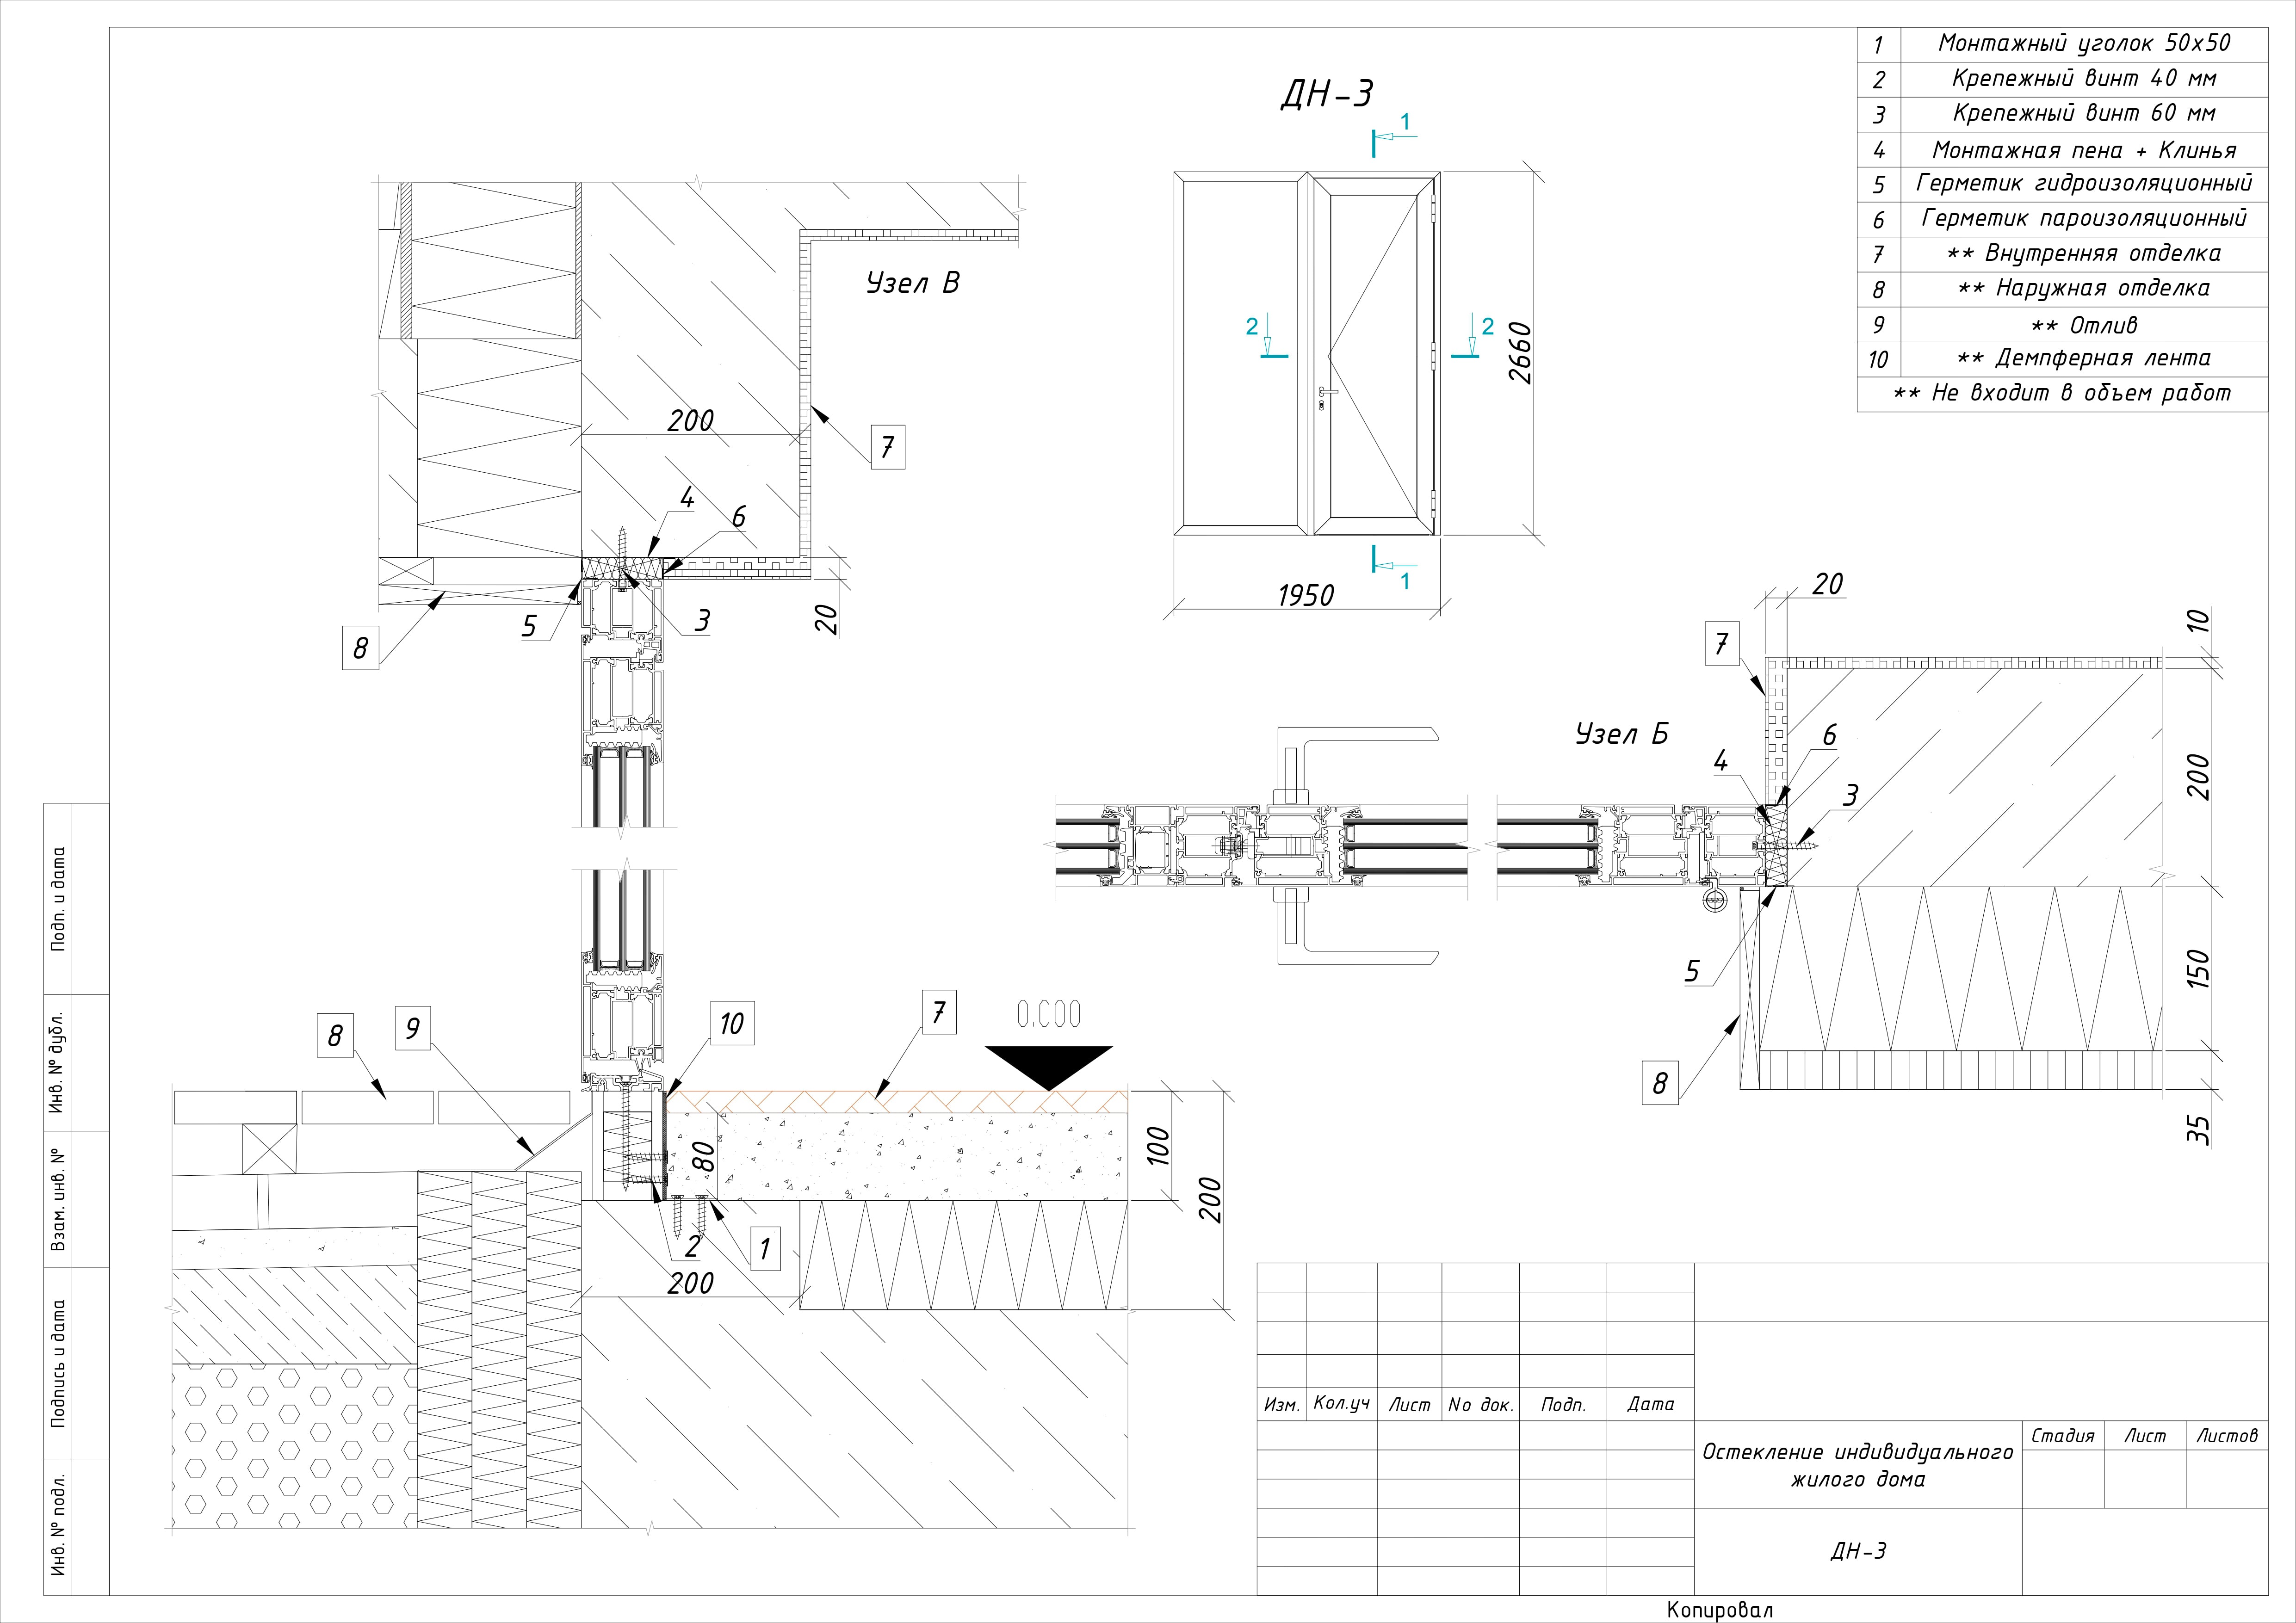 1 Монтажный уголок 50х50
2 Крепежный винт 40 мм
3 Крепежный винт 60 мм
4 Монтажная пена + Клинья
5 Герметик гидроизоляционный
6 Герметик пароизоляционный
7 ** Внутренняя отделка
8 ** Наружная отделка
9 ** Отлив
10 ** Демпферная лента
** Не входит в объем работ
ДН-3
1
2
2
1
2660
1950
Узел В
200
7
4
6
5
3
20
8
Узел Б
20
10
7
6
4
3
200
5
150
8
35
8
9
10
7
0,000
80
100
200
2
1
200
Подп. и дата
Инв. № дубл.
Взам. инв. №
Подпись и дата
Инв. № подл.
Изм. Кол.уч Лист No док. Подп. Дата
Остекление индивидуального
жилого дома
Стадия Лист Листов
ДН-3
Копировал